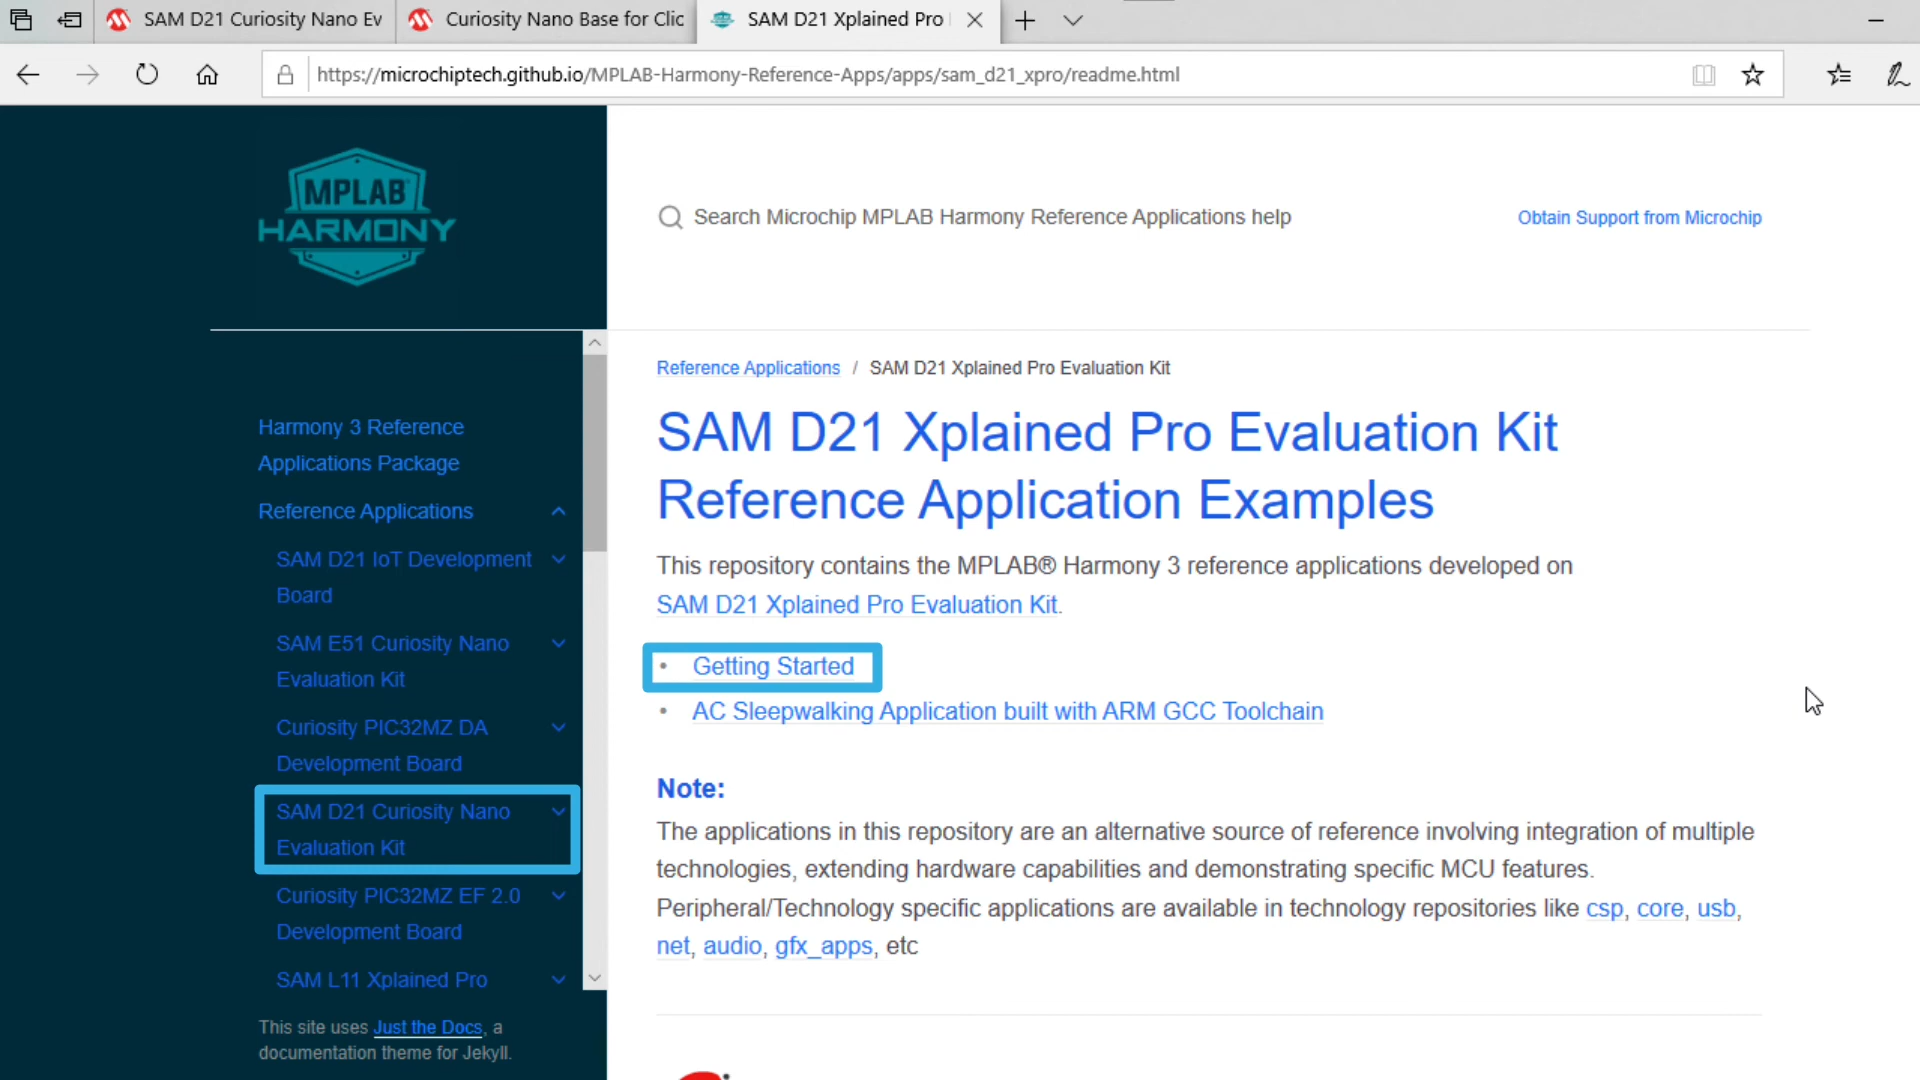 SAM D21 Curiosity Nano Ev
Curiosity Nano Base for Clic
SAM D21 Xplained Pro
https://microchiptech.github.io/MPLAB-Harmony-Reference-Apps/apps/sam_d21_xpro/readme.html
MPLAB
HARMONY
Search Microchip MPLAB Harmony Reference Applications help
Obtain Support from Microchip
Harmony 3 Reference
Applications Package
Reference Applications
SAM D21 IoT Development
Board
SAM E51 Curiosity Nano
Evaluation Kit
Curiosity PIC32MZ DA
Development Board
SAM D21 Curiosity Nano
Evaluation Kit
Curiosity PIC32MZ EF 2.0
Development Board
SAM L11 Xplained Pro
This site uses Just the Docs, a
documentation theme for Jekyll.
Reference Applications / SAM D21 Xplained Pro Evaluation Kit
SAM D21 Xplained Pro Evaluation Kit
Reference Application Examples
This repository contains the MPLAB® Harmony 3 reference applications developed on
SAM D21 Xplained Pro Evaluation Kit.
• Getting Started
• AC Sleepwalking Application built with ARM GCC Toolchain
Note:
The applications in this repository are an alternative source of reference involving integration of multiple
technologies, extending hardware capabilities and demonstrating specific MCU features.
Peripheral/Technology specific applications are available in technology repositories like csp, core, usb,
net, audio, gfx_apps, etc